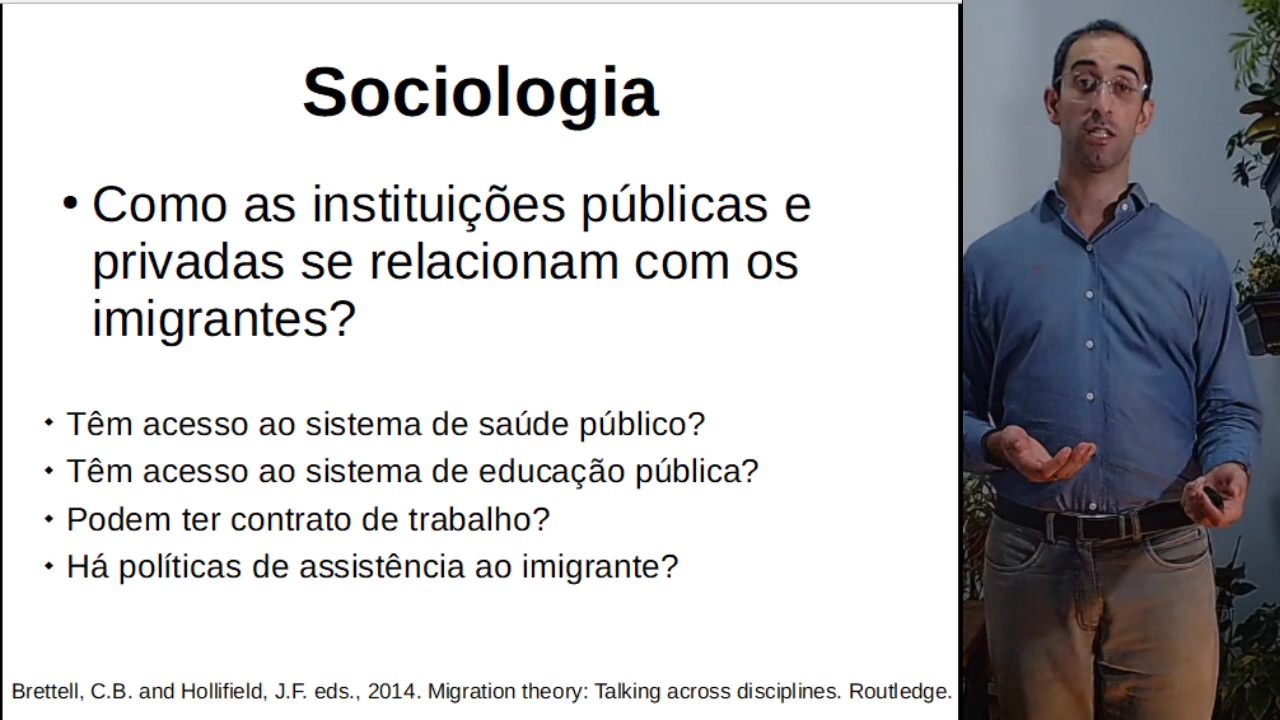 Sociologia
• Como as instituições públicas e
privadas se relacionam com os
imigrantes?
Têm acesso ao sistema de saúde público?
Têm acesso ao sistema de educação pública?
Podem ter contrato de trabalho?
Há políticas de assistência ao imigrante?
Brettell, C.B. and Hollifield, J.F. eds., 2014. Migration theory: Talking across disciplines. Routledge.